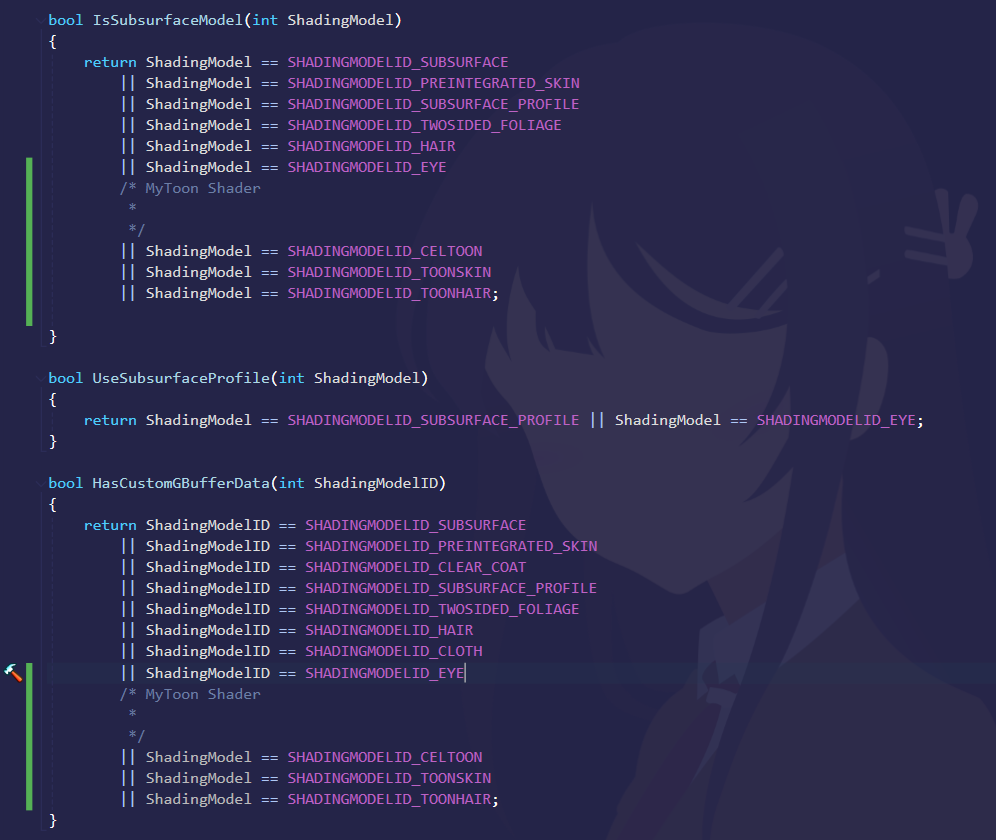 bool IsSubsurfaceModel(int ShadingModel)
{
    return ShadingModel == SHADINGMODELID_SUBSURFACE
        || ShadingModel == SHADINGMODELID_PREINTEGRATED_SKIN
        || ShadingModel == SHADINGMODELID_SUBSURFACE_PROFILE
        || ShadingModel == SHADINGMODELID_TWOSIDED_FOLIAGE
        || ShadingModel == SHADINGMODELID_HAIR
        || ShadingModel == SHADINGMODELID_EYE
        /* MyToon Shader
         *
         */
        || ShadingModel == SHADINGMODELID_CELTOON
        || ShadingModel == SHADINGMODELID_TOONSKIN
        || ShadingModel == SHADINGMODELID_TOONHAIR;
}
bool UseSubsurfaceProfile(int ShadingModel)
{
    return ShadingModel == SHADINGMODELID_SUBSURFACE_PROFILE || ShadingModel == SHADINGMODELID_EYE;
}
bool HasCustomGBufferData(int ShadingModelID)
{
    return ShadingModelID == SHADINGMODELID_SUBSURFACE
        || ShadingModelID == SHADINGMODELID_PREINTEGRATED_SKIN
        || ShadingModelID == SHADINGMODELID_CLEAR_COAT
        || ShadingModelID == SHADINGMODELID_SUBSURFACE_PROFILE
        || ShadingModelID == SHADINGMODELID_TWOSIDED_FOLIAGE
        || ShadingModelID == SHADINGMODELID_HAIR
        || ShadingModelID == SHADINGMODELID_CLOTH
        || ShadingModelID == SHADINGMODELID_EYE
        /* MyToon Shader
         *
         */
        || ShadingModel == SHADINGMODELID_CELTOON
        || ShadingModel == SHADINGMODELID_TOONSKIN
        || ShadingModel == SHADINGMODELID_TOONHAIR;
}